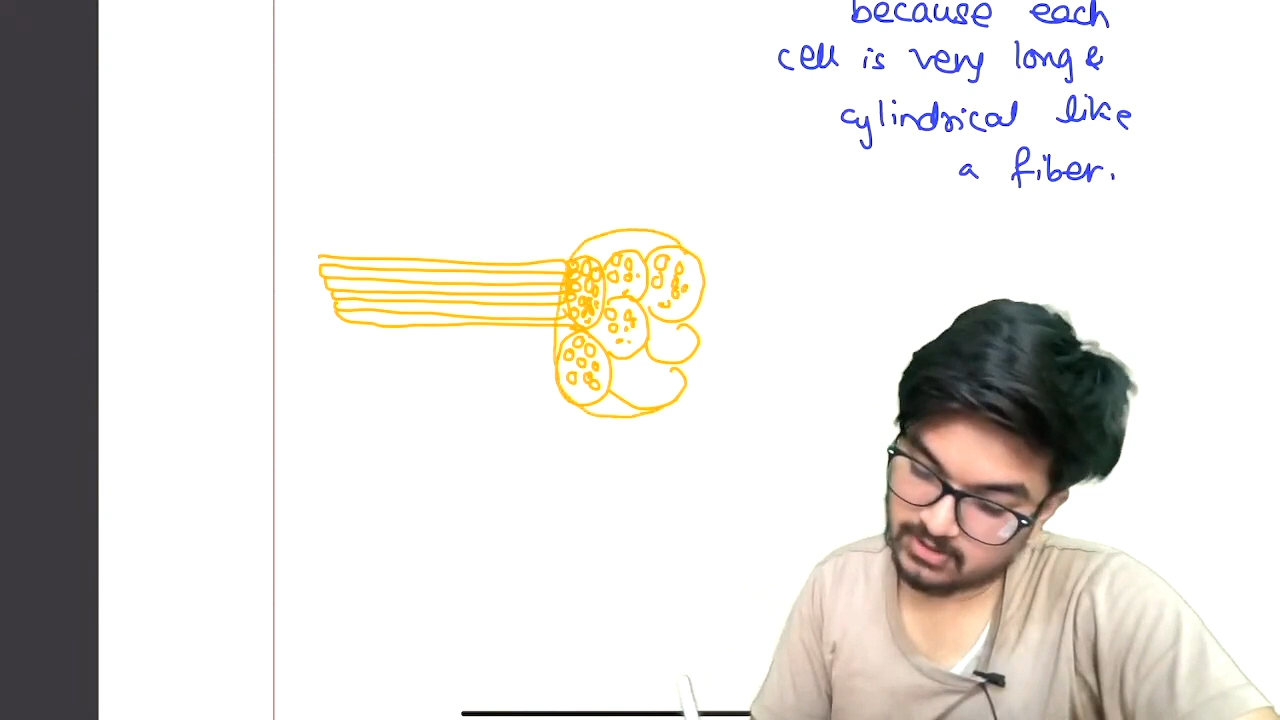 because each
cell is very long &
cylindrical like
a fiber.